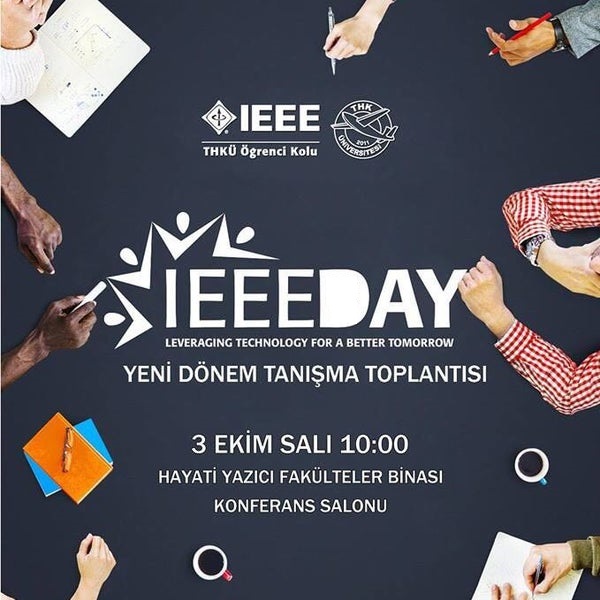 IEEE
THKÜ Öğrenci Kolu
THK
ÜNİVERSİTESİ
2011
IEEEDAY
LEVERAGING TECHNOLOGY FOR A BETTER TOMORROW
YENİ DÖNEM TANIŞMA TOPLANTISI
3 EKİM SALI 10:00
HAYATİ YAZICI FAKÜLTELER BİNASI
KONFERANS SALONU